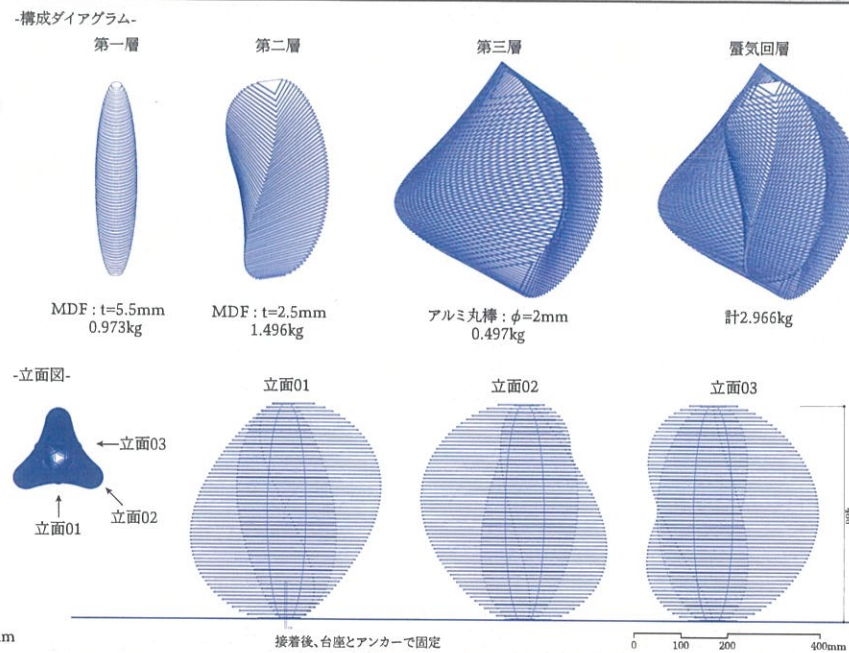 -構成ダイアグラム-
第一層
第二層
第三層
蜃気回層
MDF : t=5.5mm
0.973kg
MDF : t=2.5mm
1.496kg
アルミ丸棒 : φ=2mm
0.497kg
計2.966kg
-立面図-
立面01
立面02
立面03
立面03
立面02
立面01
接着後、台座とアンカーで固定
0 100 200 400mm